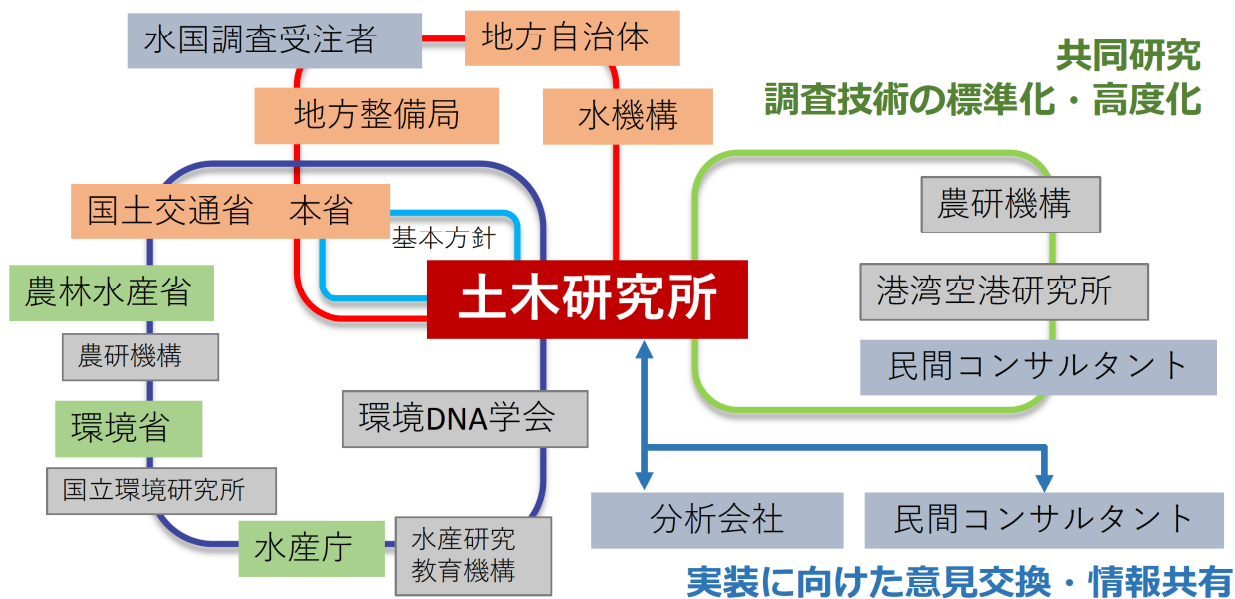 水国調査受注者
地方自治体
共同研究
調査技術の標準化・高度化
地方整備局
水機構
国土交通省 本省
基本方針
農研機構
農林水産省
土木研究所
港湾空港研究所
農研機構
民間コンサルタント
環境省
環境DNA学会
国立環境研究所
水産庁
水産研究
教育機構
分析会社
民間コンサルタント
実装に向けた意見交換・情報共有